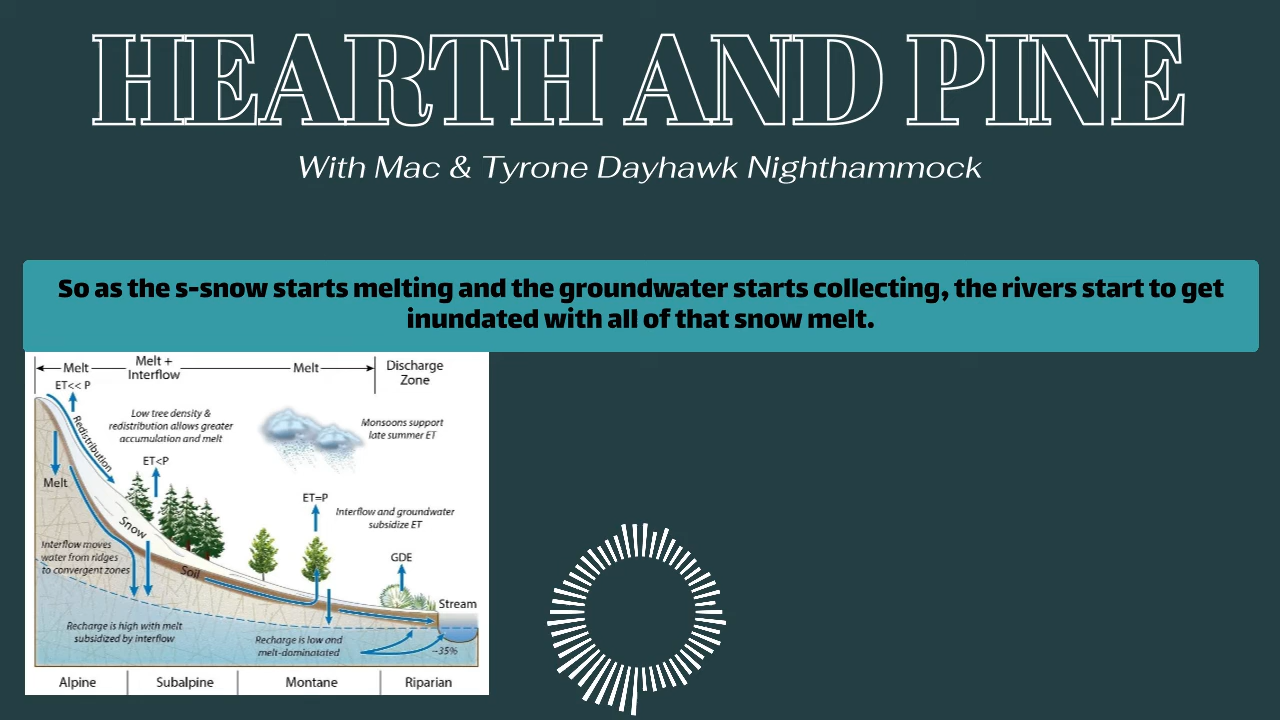 HEARTH AND PINE
With Mac & Tyrone Dayhawk Nighthammock
So as the s-snow starts melting and the groundwater starts collecting, the rivers start to get
inundated with all of that snow melt.
Melt
Melt +
Interflow
Melt
Discharge
Zone
ET<< P
Redistribution
Low tree density &
redistribution allows greater
accumulation and melt
Monsoons support
late summer ET
ET<P
Melt
ET=P
Snow
Interflow and groundwater
subsidize ET
Interflow moves
water from ridges
to convergent zones
GDE
Soil
Stream
Recharge is high with melt
subsidized by interflow
Recharge is low and
melt-dominatated
~35%
Alpine
Subalpine
Montane
Riparian